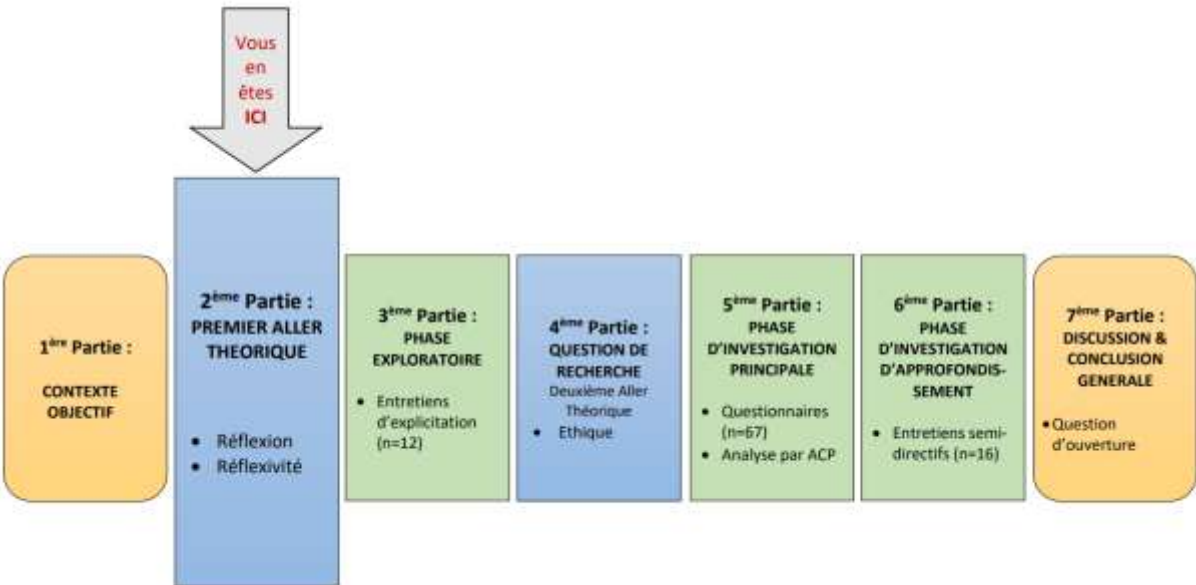 Vous
en
êtes
ICI
1ère Partie :
CONTEXTE
OBJECTIF
2ème Partie :
PREMIER ALLER
THEORIQUE
• Réflexion
• Réflexivité
3ème Partie :
PHASE
EXPLORATOIRE
• Entretiens
d'explicitation
(n=12)
4ème Partie :
QUESTION DE
RECHERCHE
Deuxième Aller
Théorique
• Ethique
5ème Partie :
PHASE
D'INVESTIGATION
PRINCIPALE
• Questionnaires
(n=67)
• Analyse par ACP
6ème Partie :
PHASE
D'INVESTIGATION
D'APPROFONDIS-
SEMENT
• Entretiens semi-
directifs (n=16)
7ème Partie :
DISCUSSION &
CONCLUSION
GENERALE
• Question
d'ouverture